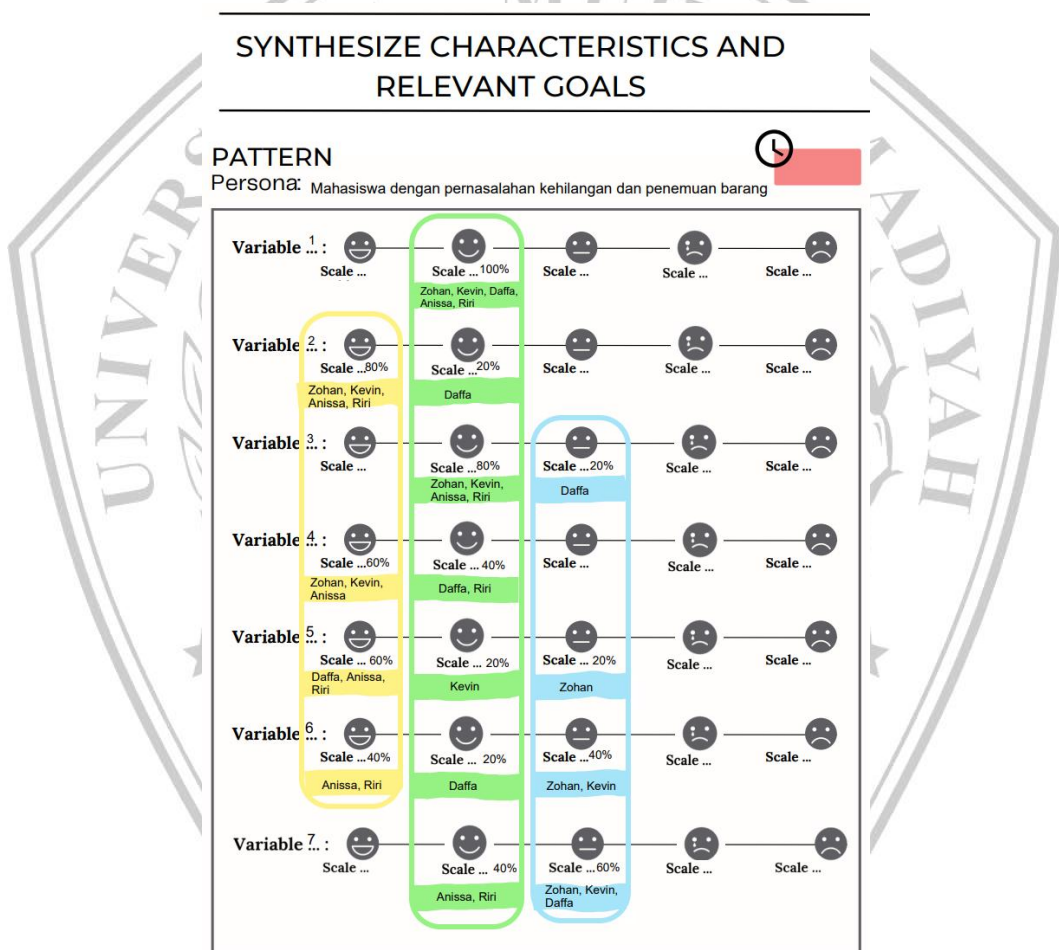 SYNTHESIZE CHARACTERISTICS AND
RELEVANT GOALS
PATTERN
Persona: Mahasiswa dengan pernasalahan kehilangan dan penemuan barang
Variable ...1 :
Scale ...
Scale ...100%
Scale ...
Scale ...
Scale ...
Zohan, Kevin, Daffa,
Anissa, Riri
Variable ...2 :
Scale ...80%
Scale ...20%
Scale ...
Scale ...
Scale ...
Zohan, Kevin,
Anissa, Riri
Daffa
Variable ...3 :
Scale ...
Scale ...80%
Scale ...20%
Scale ...
Scale ...
Zohan, Kevin,
Anissa, Riri
Daffa
Variable ...4 :
Scale ...60%
Scale ... 40%
Scale ...
Scale ...
Scale ...
Zohan, Kevin,
Anissa
Daffa, Riri
Variable ...5 :
Scale ... 60%
Scale ... 20%
Scale ... 20%
Scale ...
Scale ...
Daffa, Anissa,
Riri
Kevin
Zohan
Variable ...6 :
Scale ...40%
Scale ... 20%
Scale ...40%
Scale ...
Scale ...
Anissa, Riri
Daffa
Zohan, Kevin
Variable ...7 :
Scale ...
Scale ... 40%
Scale ...60%
Scale ...
Scale ...
Anissa, Riri
Zohan, Kevin,
Daffa